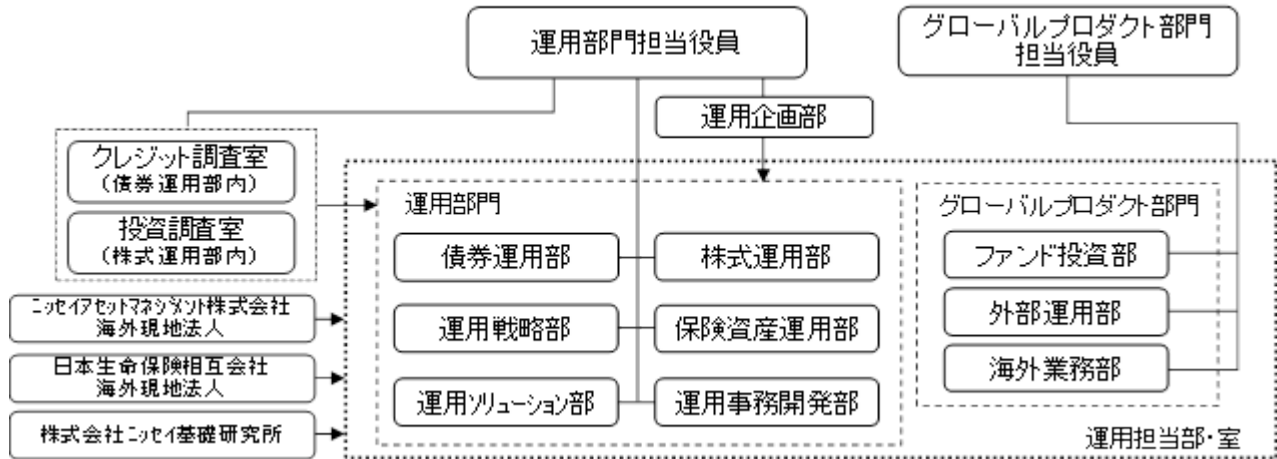 運用部門担当役員
グローバルプロダクト部門
担当役員
運用企画部
クレジット調査室
（債券運用部内）
投資調査室
（株式運用部内）
運用部門
債券運用部
株式運用部
運用戦略部
保険資産運用部
運用ソリューション部
運用事務開発部
グローバルプロダクト部門
ファンド投資部
外部運用部
海外業務部
ニッセイアセットマネジメント株式会社
海外現地法人
日本生命保険相互会社
海外現地法人
株式会社ニッセイ基礎研究所
運用担当部・室